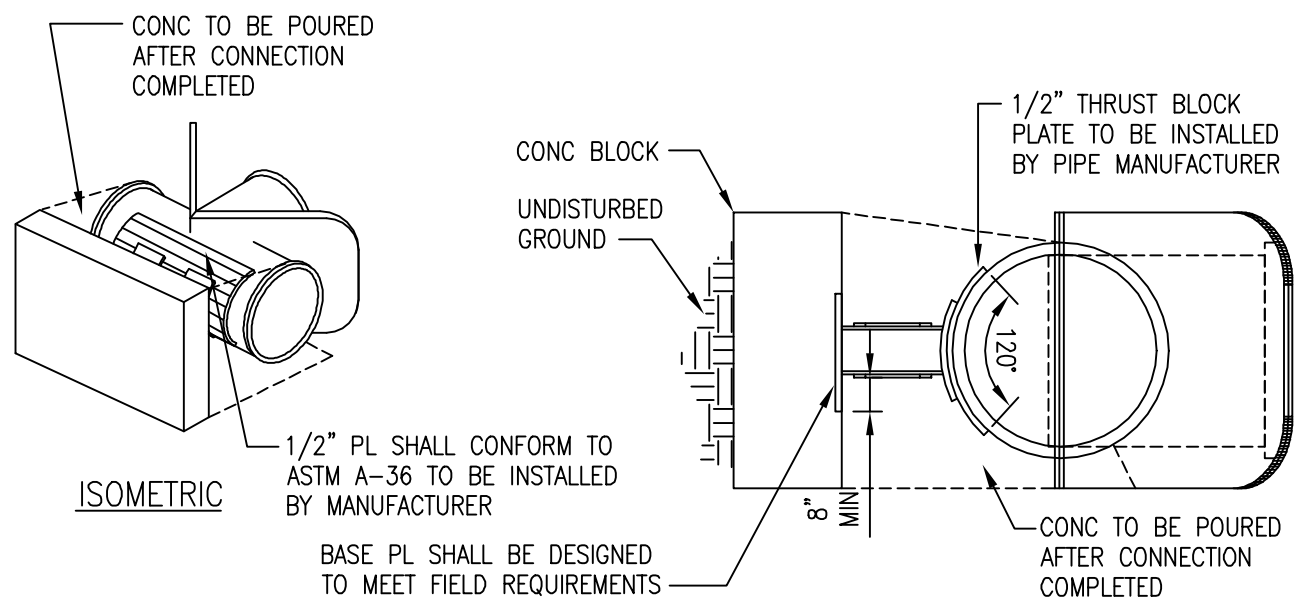 CONC TO BE POURED
AFTER CONNECTION
COMPLETED
1/2” PL SHALL CONFORM TO
ASTM A-36 TO BE INSTALLED
BY MANUFACTURER
ISOMETRIC
CONC BLOCK
UNDISTURBED
GROUND
1/2” THRUST BLOCK
PLATE TO BE INSTALLED
BY PIPE MANUFACTURER
120°
8”
MIN
BASE PL SHALL BE DESIGNED
TO MEET FIELD REQUIREMENTS
CONC TO BE POURED
AFTER CONNECTION
COMPLETED